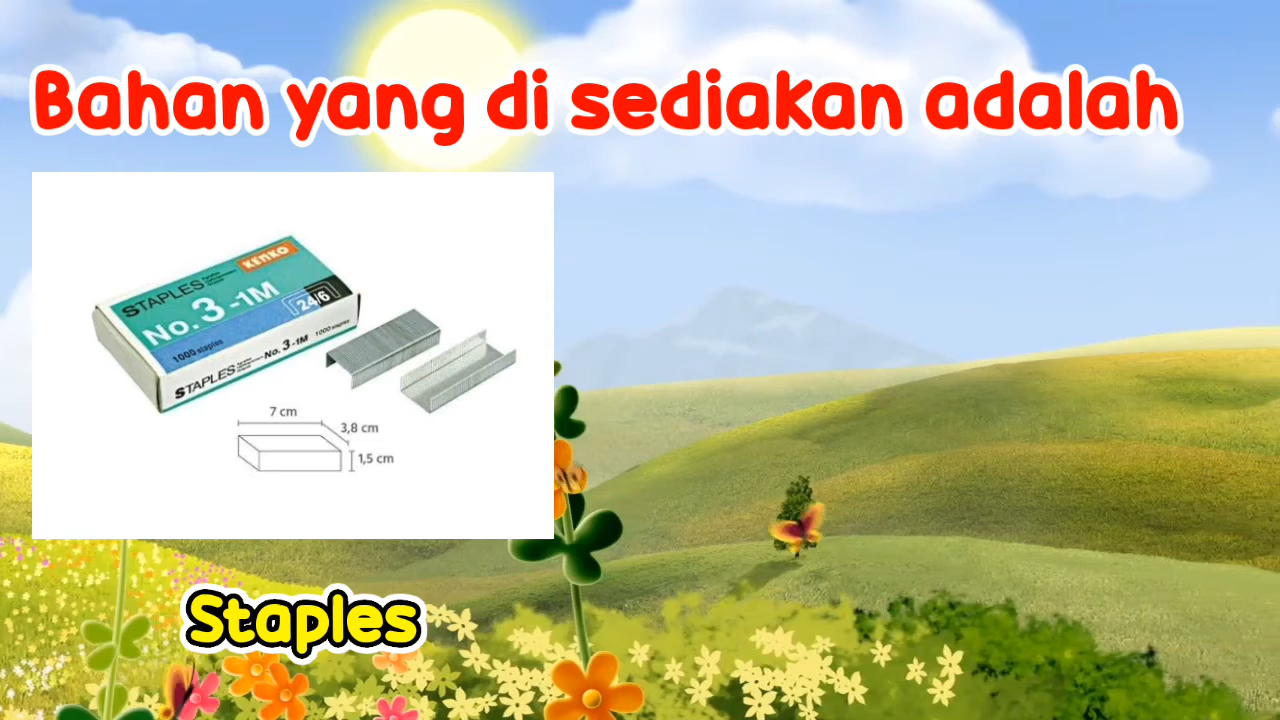 Bahan yang di sediakan adalah
STAPLES
KENKO
No. 3-1M
24/6
1000 staples
STAPLES No. 3-1M 1000 staples
7 cm
3,8 cm
1,5 cm
Staples